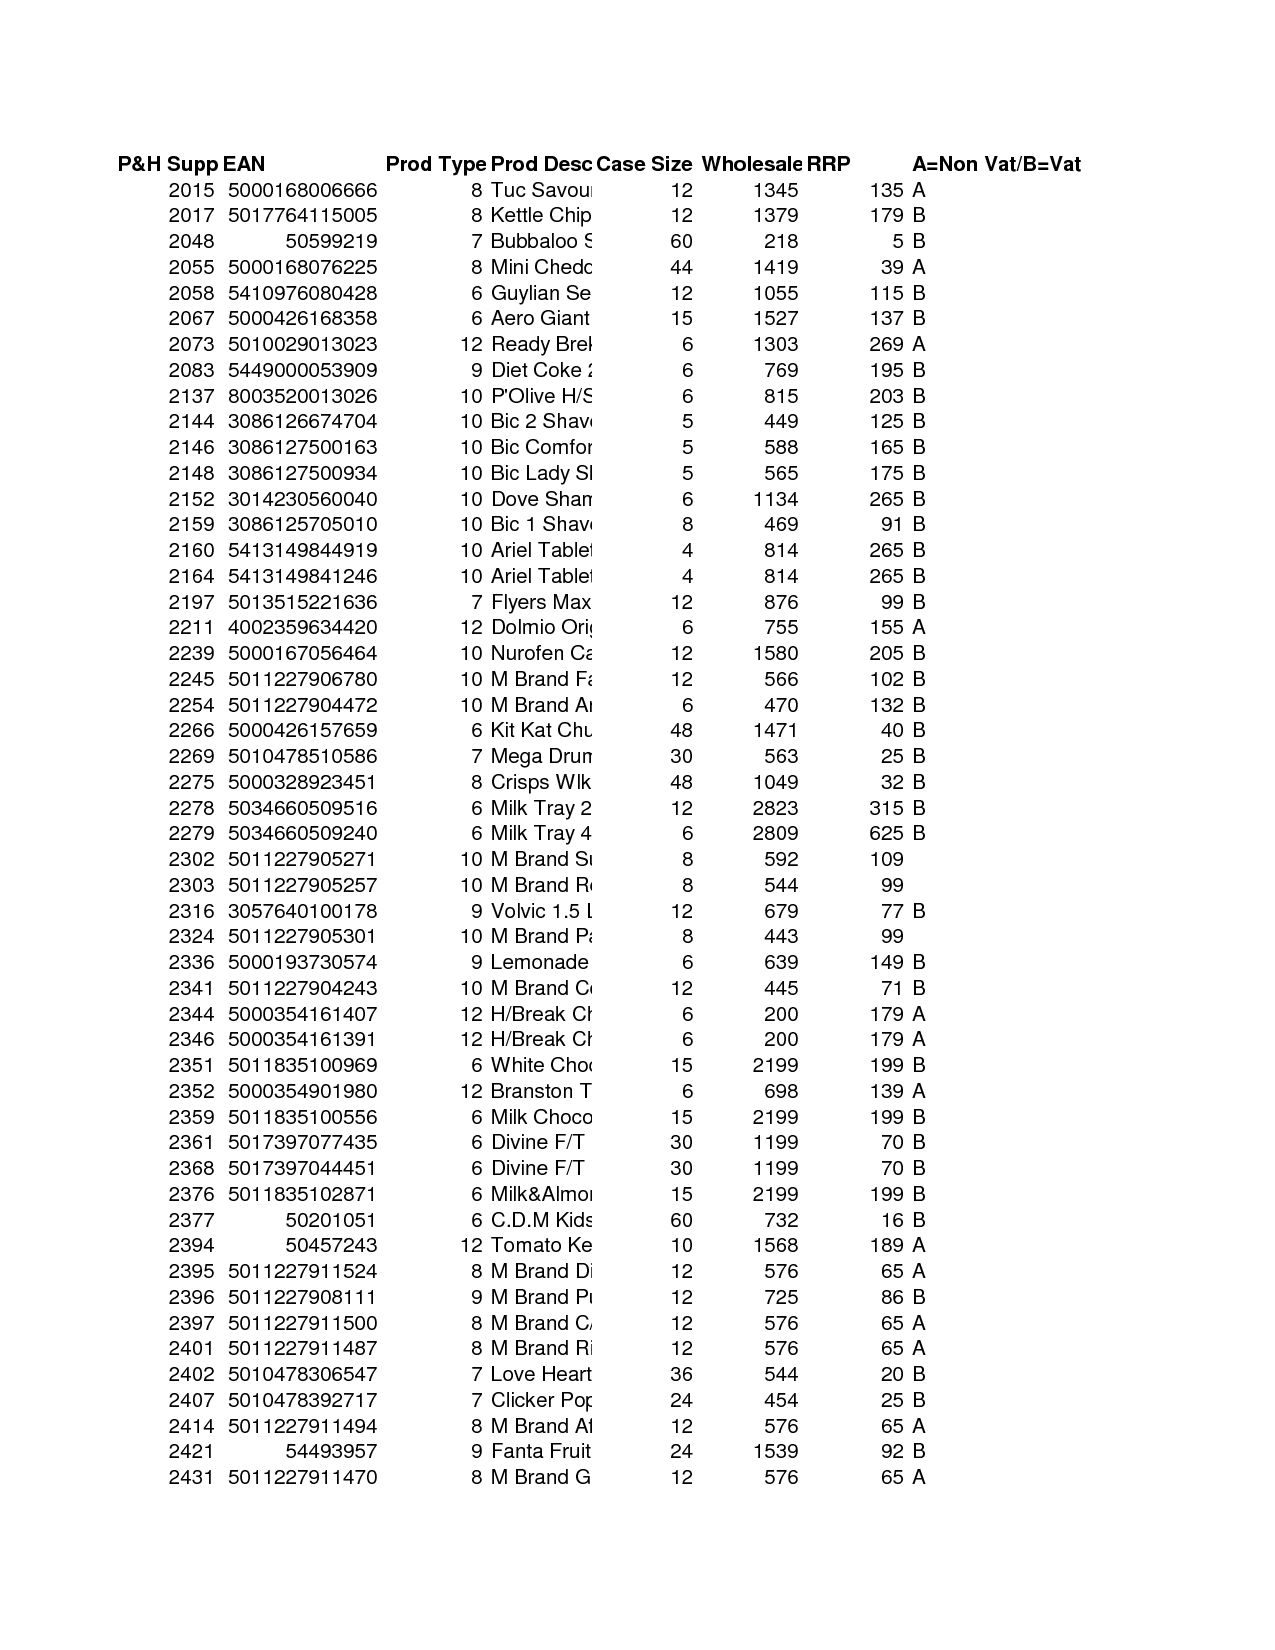 P&H Supp EAN Prod Type Prod Desc Case Size Wholesale RRP A=Non Vat/B=Vat
2015 5000168006666 8 Tuc Savour 12 1345 135 A
2017 5017764115005 8 Kettle Chip 12 1379 179 B
2048 50599219 7 Bubbaloo S 60 218 5 B
2055 5000168076225 8 Mini Chedd 44 1419 39 A
2058 5410976080428 6 Guylian Se 12 1055 115 B
2067 5000426168358 6 Aero Giant 15 1527 137 B
2073 5010029013023 12 Ready Brek 6 1303 269 A
2083 5449000053909 9 Diet Coke 2 6 769 195 B
2137 8003520013026 10 P'Olive H/S 6 815 203 B
2144 3086126674704 10 Bic 2 Shave 5 449 125 B
2146 3086127500163 10 Bic Comfor 5 588 165 B
2148 3086127500934 10 Bic Lady Sh 5 565 175 B
2152 3014230560040 10 Dove Sham 6 1134 265 B
2159 3086125705010 10 Bic 1 Shave 8 469 91 B
2160 5413149844919 10 Ariel Tablet 4 814 265 B
2164 5413149841246 10 Ariel Tablet 4 814 265 B
2197 5013515221636 7 Flyers Max 12 876 99 B
2211 4002359634420 12 Dolmio Orig 6 755 155 A
2239 5000167056464 10 Nurofen Ca 12 1580 205 B
2245 5011227906780 10 M Brand Fa 12 566 102 B
2254 5011227904472 10 M Brand An 6 470 132 B
2266 5000426157659 6 Kit Kat Chu 48 1471 40 B
2269 5010478510586 7 Mega Drum 30 563 25 B
2275 5000328923451 8 Crisps Wlk 48 1049 32 B
2278 5034660509516 6 Milk Tray 2 12 2823 315 B
2279 5034660509240 6 Milk Tray 4 6 2809 625 B
2302 5011227905271 10 M Brand Su 8 592 109
2303 5011227905257 10 M Brand Re 8 544 99
2316 3057640100178 9 Volvic 1.5 L 12 679 77 B
2324 5011227905301 10 M Brand Pa 8 443 99
2336 5000193730574 9 Lemonade 6 639 149 B
2341 5011227904243 10 M Brand Co 12 445 71 B
2344 5000354161407 12 H/Break Ch 6 200 179 A
2346 5000354161391 12 H/Break Ch 6 200 179 A
2351 5011835100969 6 White Choc 15 2199 199 B
2352 5000354901980 12 Branston T 6 698 139 A
2359 5011835100556 6 Milk Choco 15 2199 199 B
2361 5017397077435 6 Divine F/T 30 1199 70 B
2368 5017397044451 6 Divine F/T 30 1199 70 B
2376 5011835102871 6 Milk&Almon 15 2199 199 B
2377 50201051 6 C.D.M Kids 60 732 16 B
2394 50457243 12 Tomato Ke 10 1568 189 A
2395 5011227911524 8 M Brand Di 12 576 65 A
2396 5011227908111 9 M Brand Pu 12 725 86 B
2397 5011227911500 8 M Brand C/ 12 576 65 A
2401 5011227911487 8 M Brand Ri 12 576 65 A
2402 5010478306547 7 Love Heart 36 544 20 B
2407 5010478392717 7 Clicker Pop 24 454 25 B
2414 5011227911494 8 M Brand Af 12 576 65 A
2421 54493957 9 Fanta Fruit 24 1539 92 B
2431 5011227911470 8 M Brand G 12 576 65 A